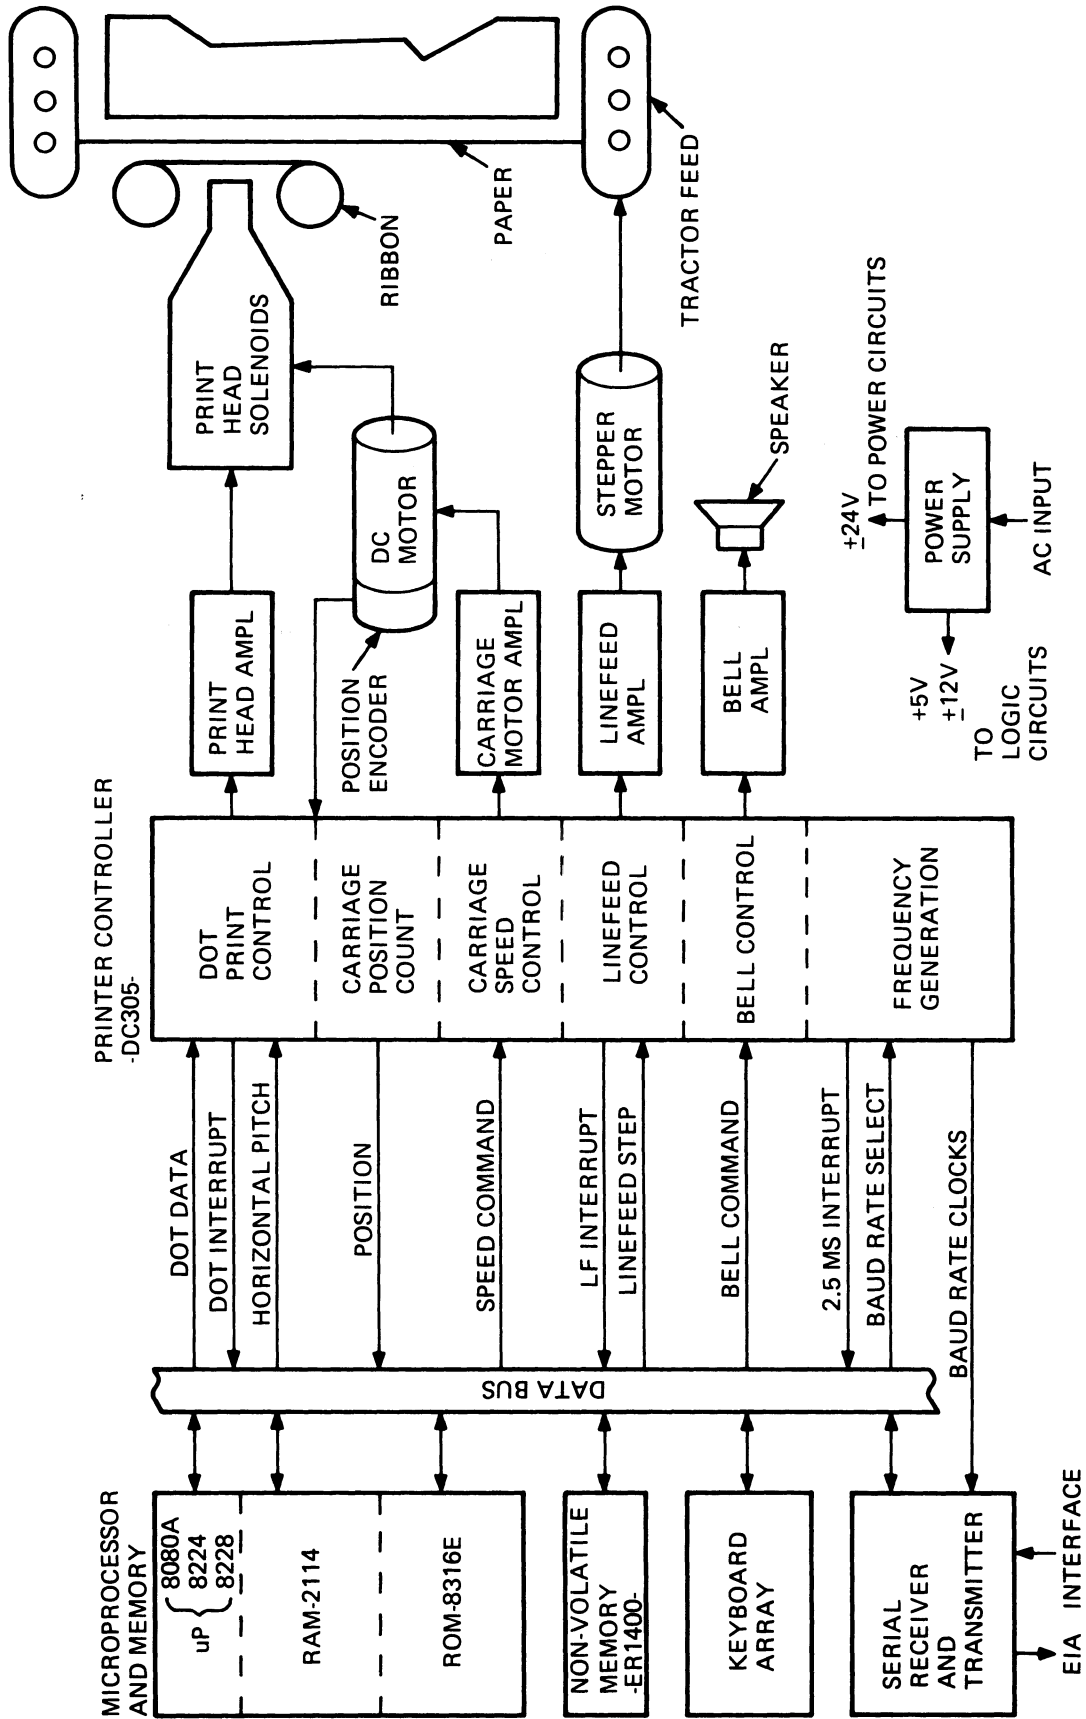 MICROPROCESSOR
AND MEMORY
uP
8080A
8224
8228
RAM-2114
ROM-8316E
NON-VOLATILE
MEMORY
-ER1400-
KEYBOARD
ARRAY
SERIAL
RECEIVER
AND
TRANSMITTER
EIA INTERFACE
DATA BUS
DOT DATA
DOT INTERRUPT
HORIZONTAL PITCH
POSITION
SPEED COMMAND
LF INTERRUPT
LINEFEED STEP
BELL COMMAND
2.5 MS INTERRUPT
BAUD RATE SELECT
BAUD RATE CLOCKS
PRINTER CONTROLLER
-DC305-
DOT
PRINT
CONTROL
CARRIAGE
POSITION
COUNT
CARRIAGE
SPEED
CONTROL
LINEFEED
CONTROL
BELL CONTROL
FREQUENCY
GENERATION
PRINT
HEAD AMPL
POSITION
ENCODER
CARRIAGE
MOTOR AMPL
LINEFEED
AMPL
BELL
AMPL
PRINT
HEAD
SOLENOIDS
DC
MOTOR
STEPPER
MOTOR
SPEAKER
RIBBON
PAPER
TRACTOR FEED
±24V TO POWER CIRCUITS
POWER
SUPPLY
AC INPUT
+5V
±12V
TO
LOGIC
CIRCUITS